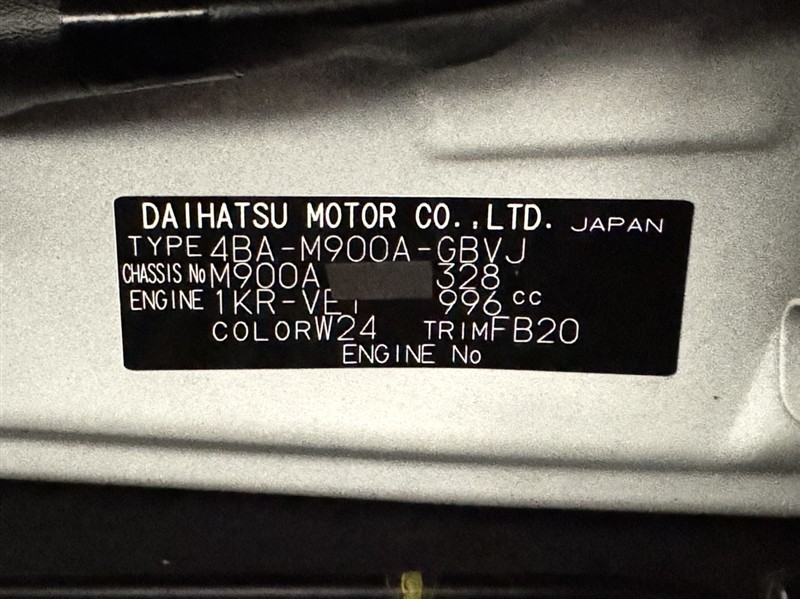 DAIHATSU MOTOR CO.,LTD. JAPAN
TYPE 4BA-M900A-GBVJ
CHASSIS No M900A 328
ENGINE 1KR-VET 996 cc
COLOR W24 TRIM FB20
ENGINE No